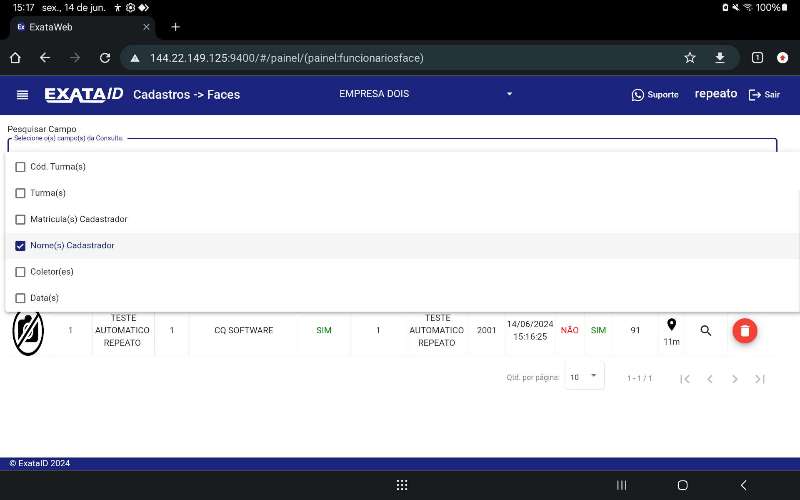 15:17 sex., 14 de jun.
100%
Ex ExataWeb
144.22.149.125:9400/#/painel/(painel:funcionariosface)
1
EXATAID Cadastros -> Faces EMPRESA DOIS Suporte repeato Sair
Pesquisar Campo
Selecione o(s) campo(s) da Consulta
Cód. Turma(s)
Turma(s)
Matricula(s) Cadastrador
Nome(s) Cadastrador
Coletor(es)
Data(s)
1 TESTE AUTOMATICO REPEATO 1 CQ SOFTWARE SIM 1 TESTE AUTOMATICO REPEATO 2001 14/06/2024 15:16:25 NÃO SIM 91 11m
Qtd. por página: 10 1 - 1 / 1
© ExataID 2024